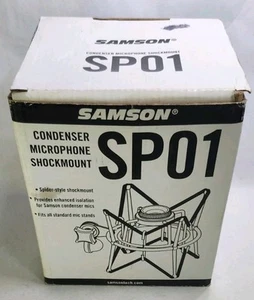 SAMSON®
CONDENSER MICROPHONE SHOCKMOUNT
SP01
SAMSON®
CONDENSER
MICROPHONE
SHOCKMOUNT
SP01
• Spider-style shockmount
• Provides enhanced isolation
for Samson condenser mics
• Fits all standard mic stands
samsontech.com